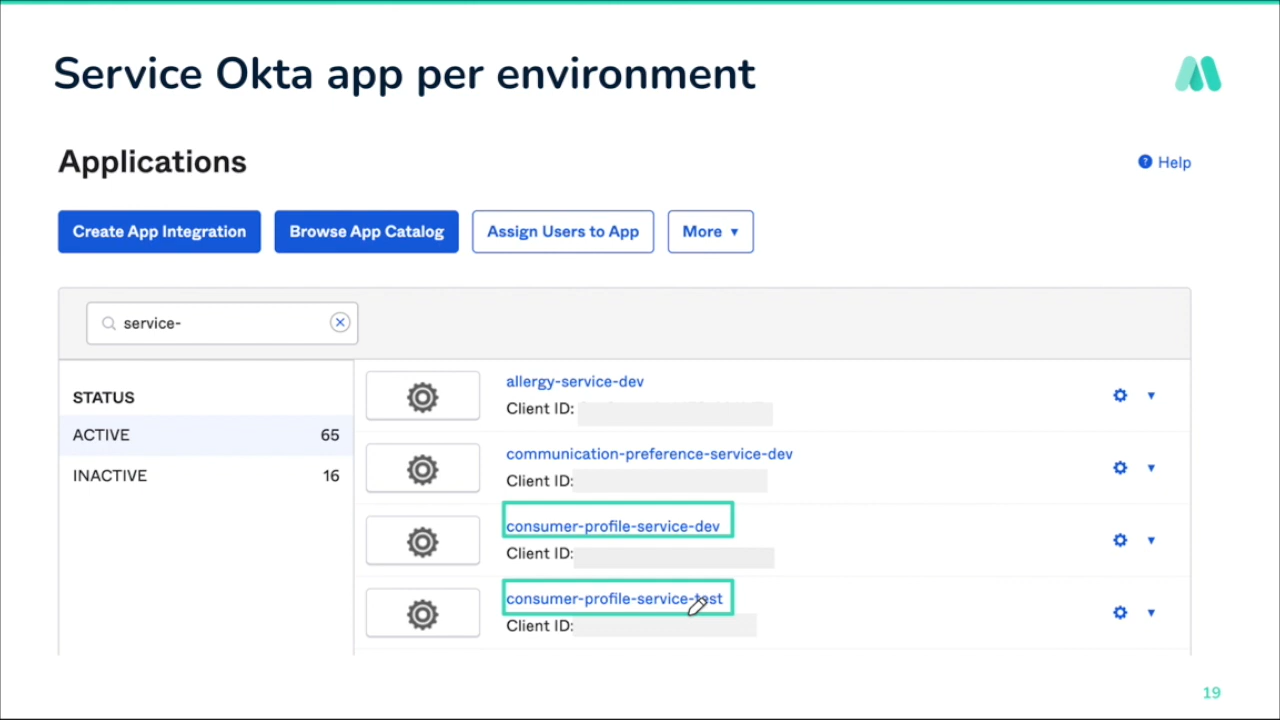 Service Okta app per environment
Applications
Help
Create App Integration
Browse App Catalog
Assign Users to App
More
service-
STATUS
ACTIVE 65
INACTIVE 16
allergy-service-dev
Client ID:
communication-preference-service-dev
Client ID:
consumer-profile-service-dev
Client ID:
consumer-profile-service-test
Client ID:
19